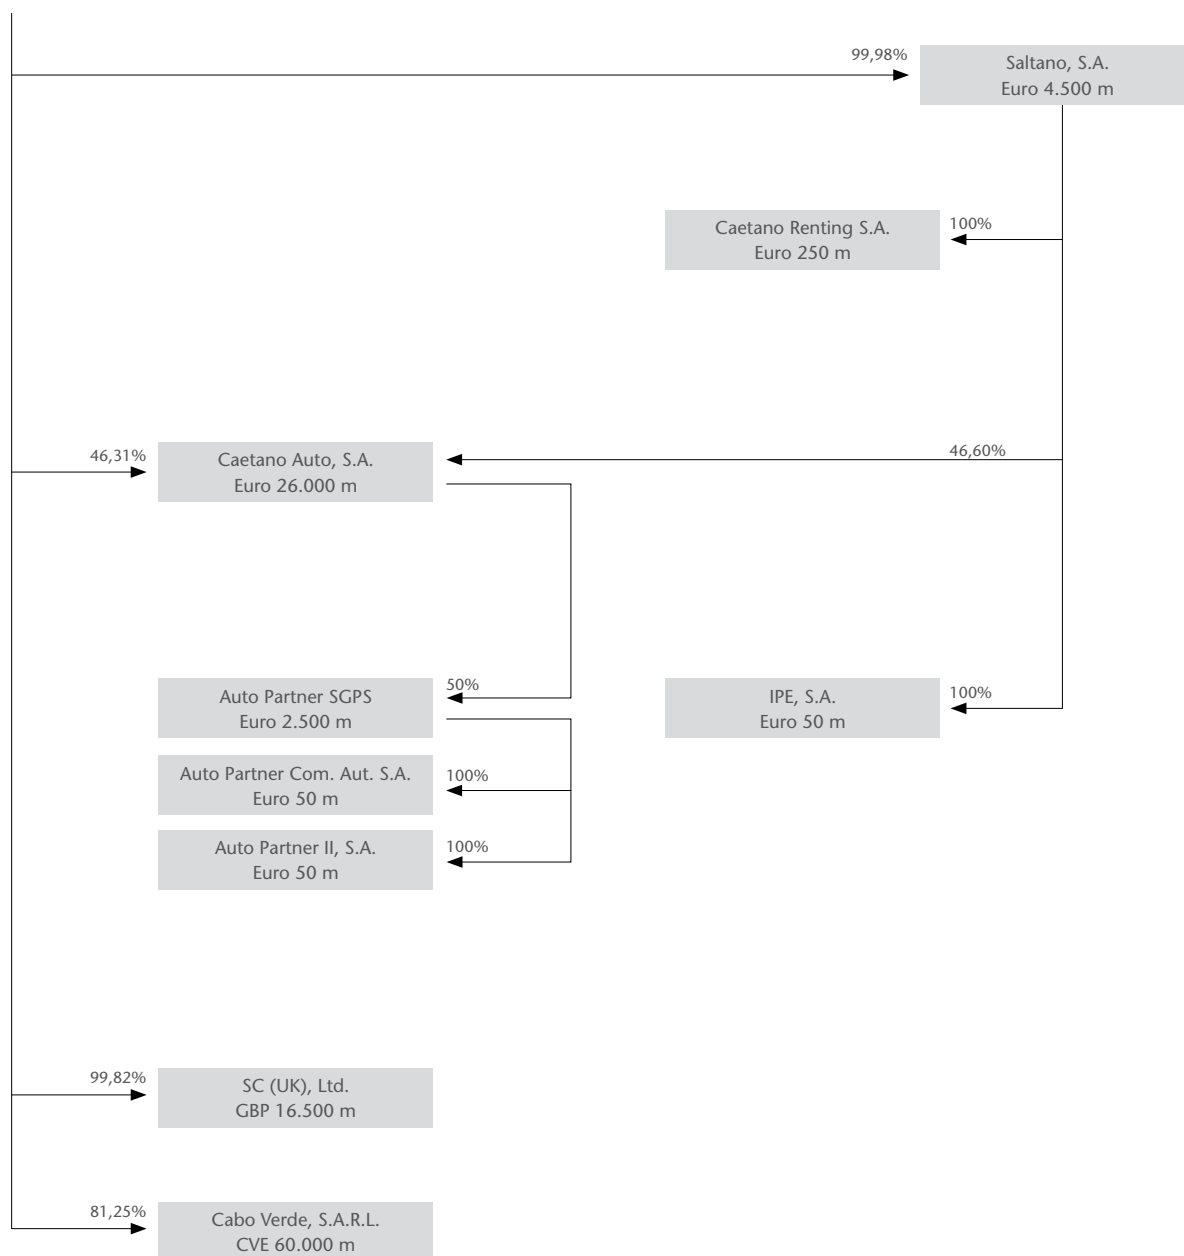 99,98%
Saltano, S.A.
Euro 4.500 m
Caetano Renting S.A.
Euro 250 m
100%
46,31%
Caetano Auto, S.A.
Euro 26.000 m
46,60%
Auto Partner SGPS
Euro 2.500 m
50%
IPE, S.A.
Euro 50 m
100%
Auto Partner Com. Aut. S.A.
Euro 50 m
100%
Auto Partner II, S.A.
Euro 50 m
100%
99,82%
SC (UK), Ltd.
GBP 16.500 m
81,25%
Cabo Verde, S.A.R.L.
CVE 60.000 m